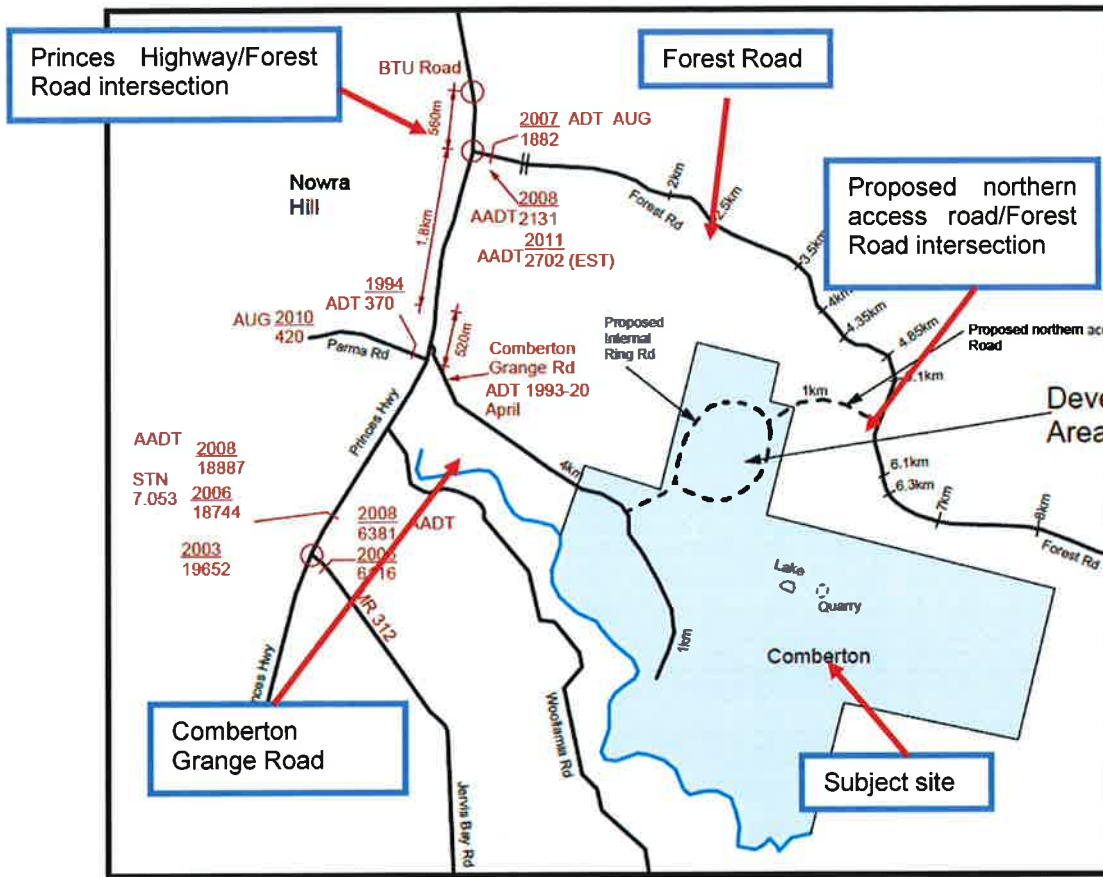 Princes Highway/Forest
Road intersection
BTU Road
Forest Road
560m
2007 ADT AUG
1882
Nowra
Hill
2008
AADT 2131
2011
AADT 2702 (EST)
Forest Rd
2km
2.5km
Proposed northern
access road/Forest
Road intersection
1.8km
3.5km
4km
4.35km
4.85km
1994
ADT 370
AUG 2010
420
Parma Rd
520m
Comberton
Grange Rd
ADT 1993-20
April
Proposed
Internal
Ring Rd
Proposed northern
Road
1km
Area
Princes Hwy
AADT 2008
18887
STN
7.053
2006
18744
2003
19652
2008 AADT
6381
MR 312
4km
6.1km
6.3km
7km
8km
Forest Rd
Lake
Quarry
1km
Comberton
Comberton
Grange Road
Subject site
Woollamia Rd
Jervis Bay Rd